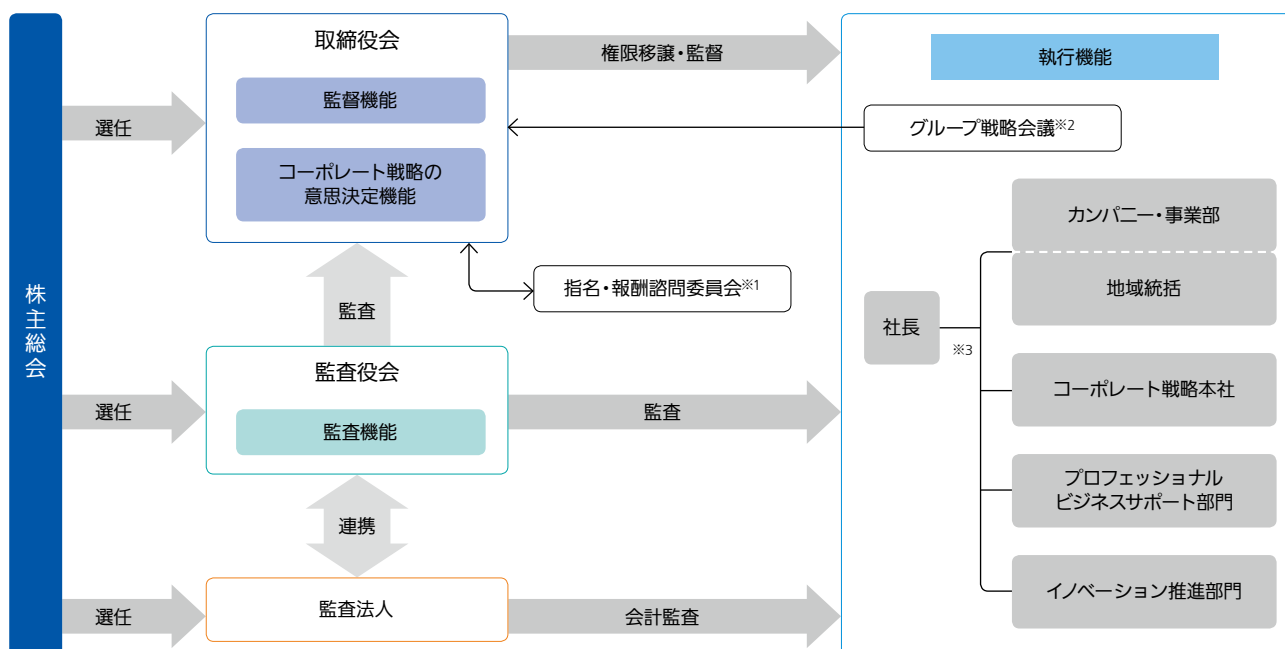 株主総会
選任
取締役会
監督機能
コーポレート戦略の
意思決定機能
権限移譲・監督
執行機能
グループ戦略会議※2
指名・報酬諮問委員会※1
監査
選任
監査役会
監査機能
監査
連携
選任
監査法人
会計監査
社長
※3
カンパニー・事業部
地域統括
コーポレート戦略本社
プロフェッショナル
ビジネスサポート部門
イノベーション推進部門